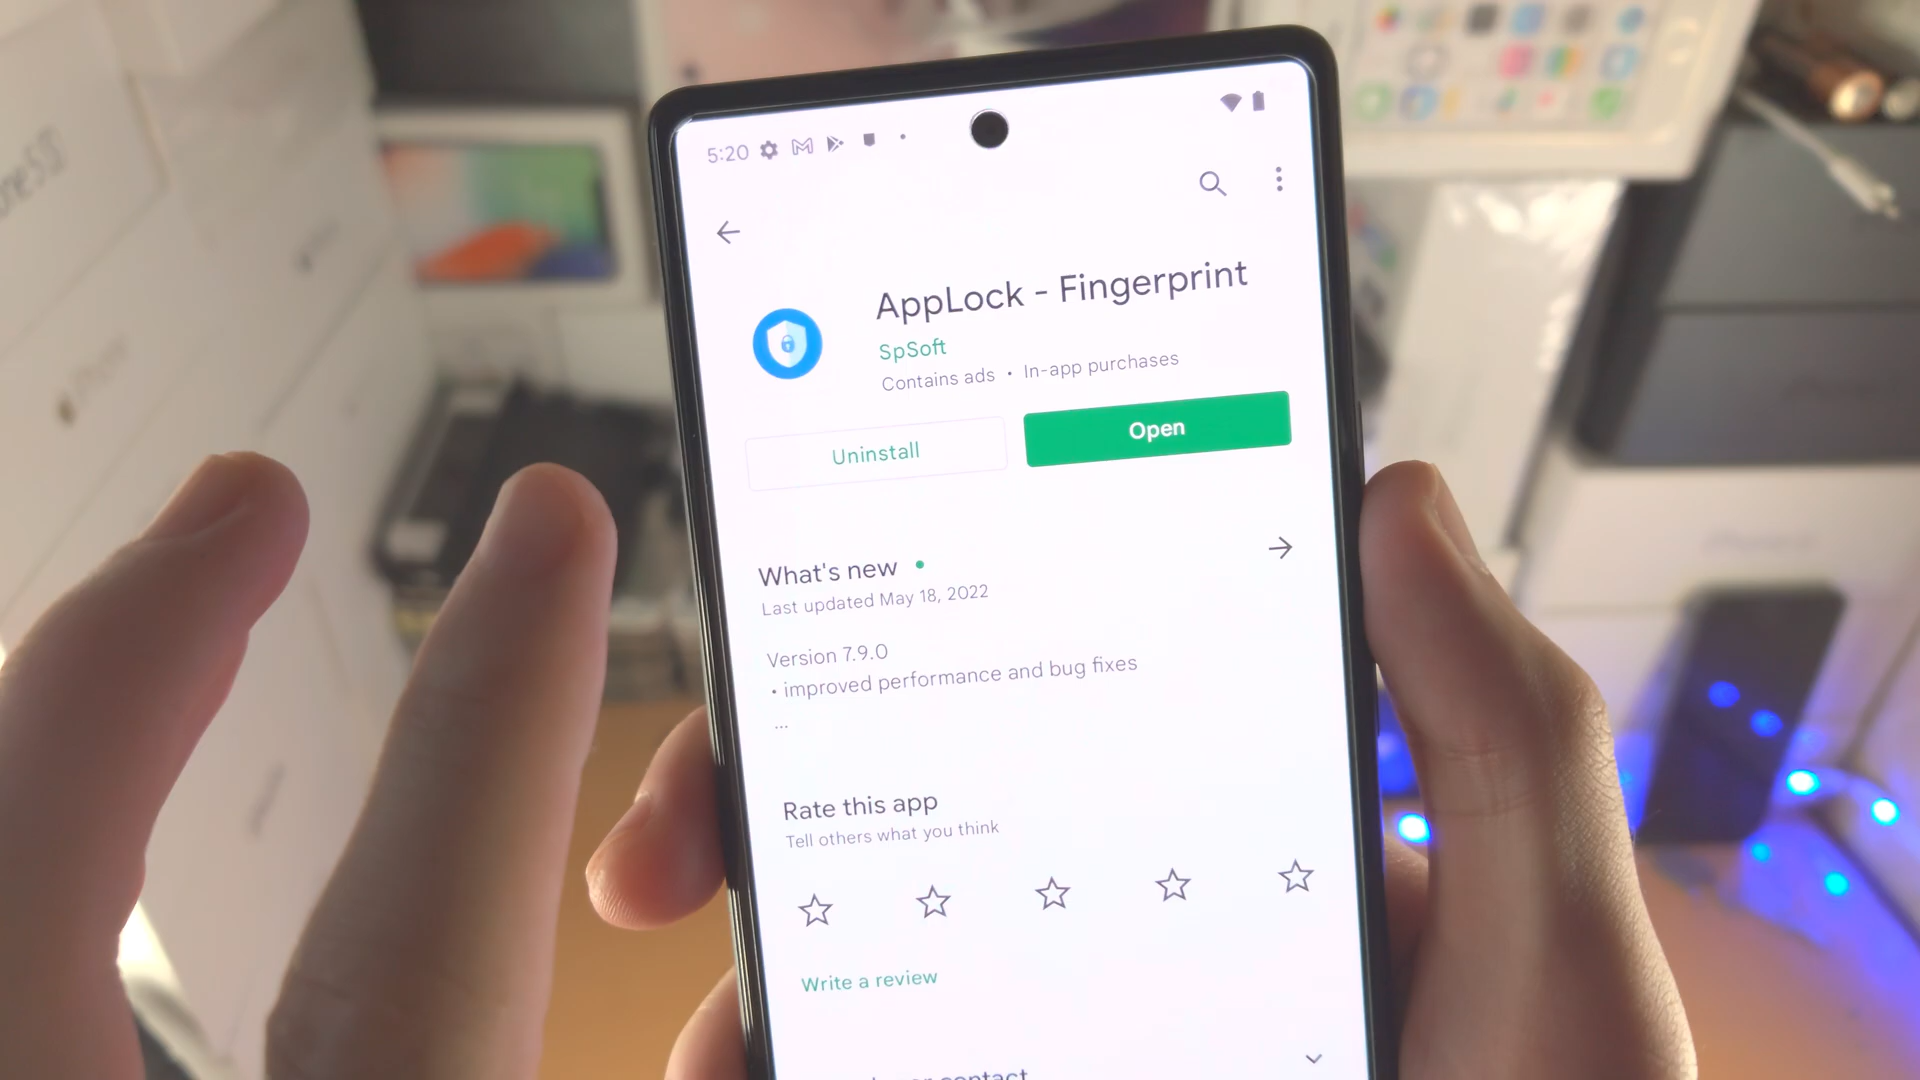 5:20
AppLock - Fingerprint
SpSoft
Contains ads • In-app purchases
Uninstall
Open
What's new
Last updated May 18, 2022
Version 7.9.0
• improved performance and bug fixes
...
Rate this app
Tell others what you think
Write a review
contact